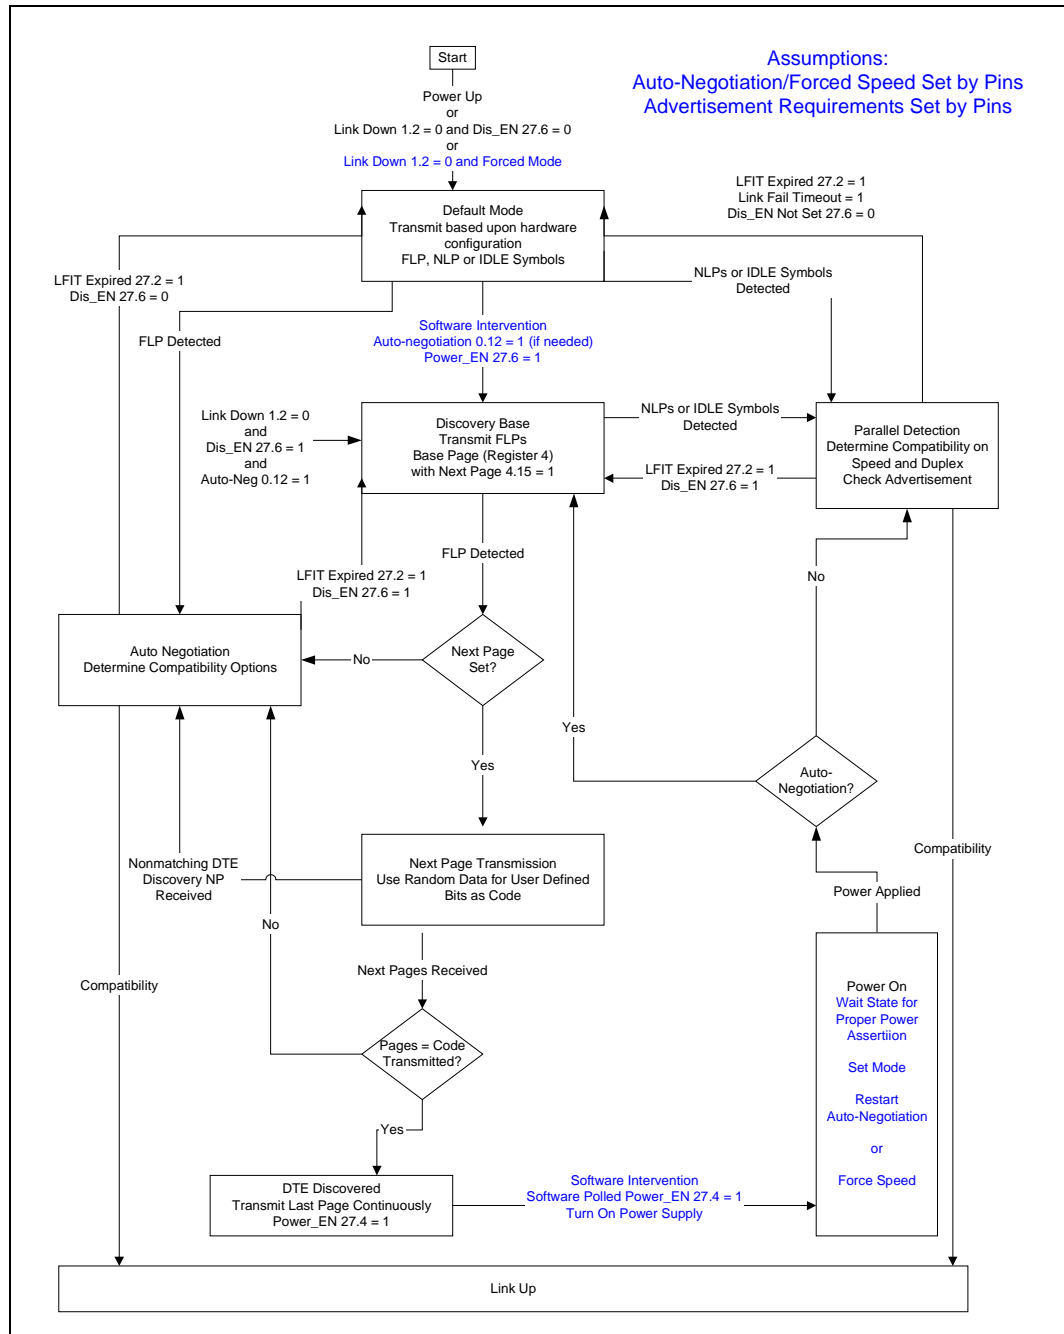 Start
Assumptions:
Auto-Negotiation/Forced Speed Set by Pins
Advertisement Requirements Set by Pins
Power Up
or
Link Down 1.2 = 0 and Dis_EN 27.6 = 0
or
Link Down 1.2 = 0 and Forced Mode
LFIT Expired 27.2 = 1
Link Fail Timeout = 1
Dis_EN Not Set 27.6 = 0
Default Mode
Transmit based upon hardware
configuration
FLP, NLP or IDLE Symbols
LFIT Expired 27.2 = 1
Dis_EN 27.6 = 0
NLPs or IDLE Symbols
Detected
FLP Detected
Software Intervention
Auto-negotiation 0.12 = 1 (if needed)
Power_EN 27.6 = 1
Link Down 1.2 = 0
and
Dis_EN 27.6 = 1
and
Auto-Neg 0.12 = 1
Discovery Base
Transmit FLPs
Base Page (Register 4)
with Next Page 4.15 = 1
NLPs or IDLE Symbols
Detected
LFIT Expired 27.2 = 1
Dis_EN 27.6 = 1
Parallel Detection
Determine Compatibility on
Speed and Duplex
Check Advertisement
FLP Detected
LFIT Expired 27.2 = 1
Dis_EN 27.6 = 1
No
Auto Negotiation
Determine Compatibility Options
No
Next Page
Set?
Yes
Yes
Auto-
Negotiation?
Nonmatching DTE
Discovery NP
Received
Next Page Transmission
Use Random Data for User Defined
Bits as Code
Compatibility
Power Applied
No
Next Pages Received
Compatibility
Pages = Code
Transmitted?
Power On
Wait State for
Proper Power
Assertiion
Set Mode
Restart
Auto-Negotiation
or
Force Speed
Yes
DTE Discovered
Transmit Last Page Continuously
Power_EN 27.4 = 1
Software Intervention
Software Polled Power_EN 27.4 = 1
Turn On Power Supply
Link Up